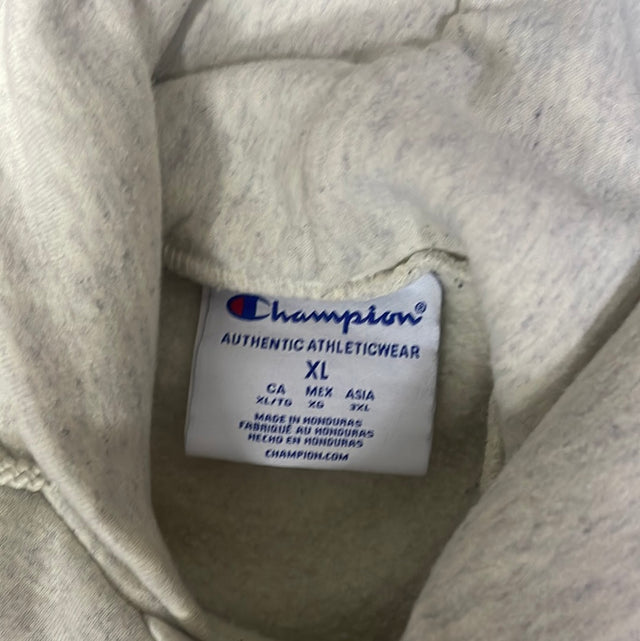 Champion®
AUTHENTIC ATHLETICWEAR
XL
CA MEX ASIA
XL/TG XG 3XL
MADE IN HONDURAS
FABRIQUÉ AU HONDURAS
HECHO EN HONDURAS
CHAMPION.COM